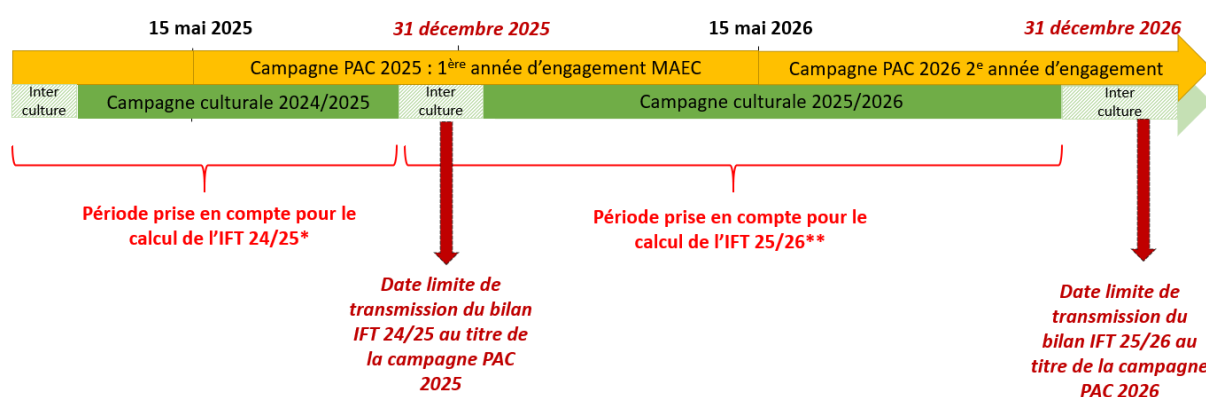 15 mai 2025
31 décembre 2025
15 mai 2026
31 décembre 2026
Campagne PAC 2025 : 1ère année d'engagement MAEC
Campagne PAC 2026 2e année d'engagement
Inter
culture
Campagne culturale 2024/2025
Inter
culture
Campagne culturale 2025/2026
Inter
culture
Période prise en compte pour le
calcul de l'IFT 24/25*
Période prise en compte pour le
calcul de l'IFT 25/26**
Date limite de
transmission du bilan
IFT 24/25 au titre de
la campagne PAC
2025
Date limite de
transmission du
bilan IFT 25/26 au
titre de la campagne
PAC 2026